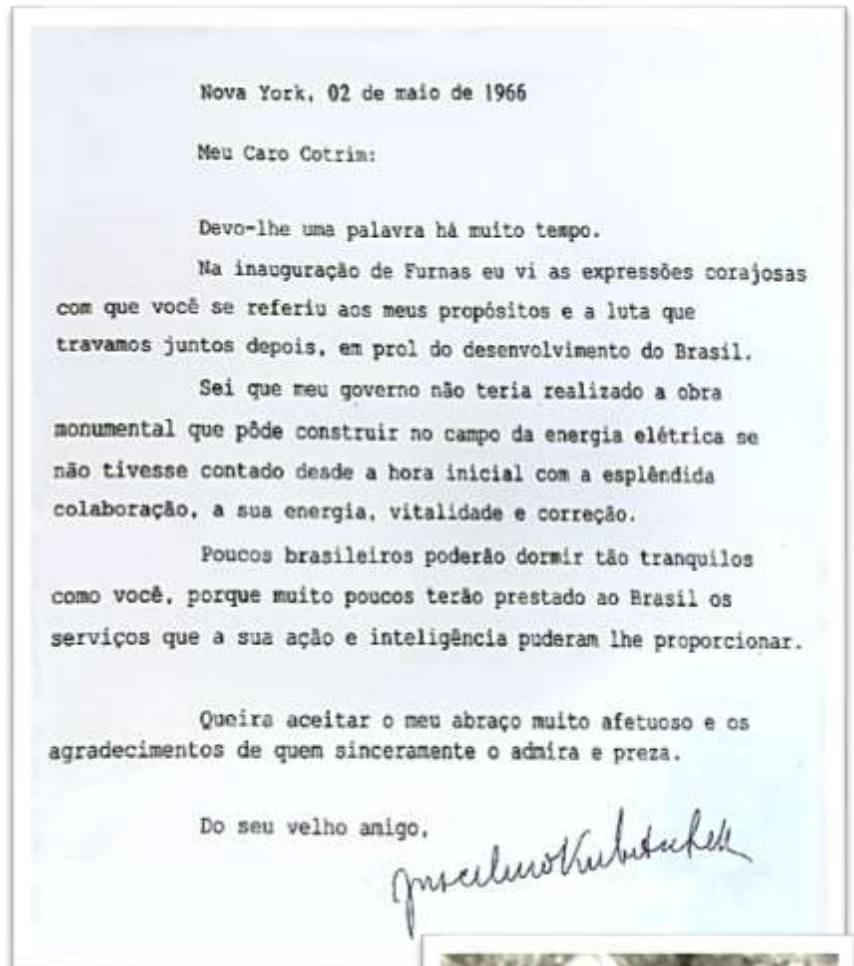 Nova York, 02 de maio de 1966
Meu Caro Cotrim:
Devo-lhe uma palavra há muito tempo.
Na inauguração de Furnas eu vi as expressões corajosas
com que você se referiu aos meus propósitos e a luta que
travamos juntos depois, em prol do desenvolvimento do Brasil.
Sei que meu governo não teria realizado a obra
monumental que pôde construir no campo da energia elétrica se
não tivesse contado desde a hora inicial com a esplêndida
colaboração, a sua energia, vitalidade e correção.
Poucos brasileiros poderão dormir tão tranquilos
como você, porque muito poucos terão prestado ao Brasil os
serviços que a sua ação e inteligência puderam lhe proporcionar.
Queira aceitar o meu abraço muito afetuoso e os
agradecimentos de quem sinceramente o admira e preza.
Do seu velho amigo,
Juscelino Kubitschek